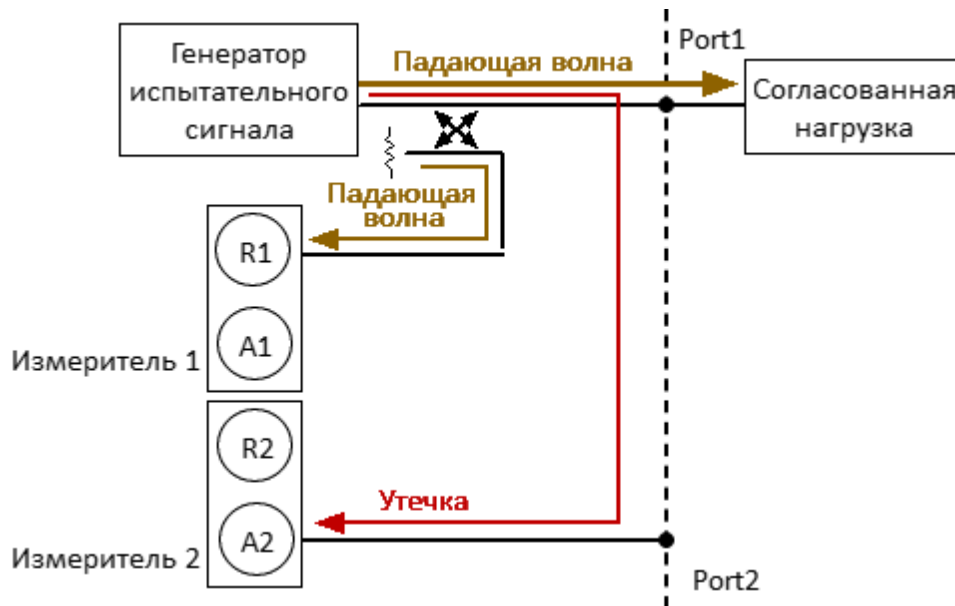 Port1
Генератор
испытательного
сигнала
Падающая волна
Согласованная
нагрузка
Падающая
волна
R1
A1
Измеритель 1
R2
Утечка
A2
Измеритель 2
Port2